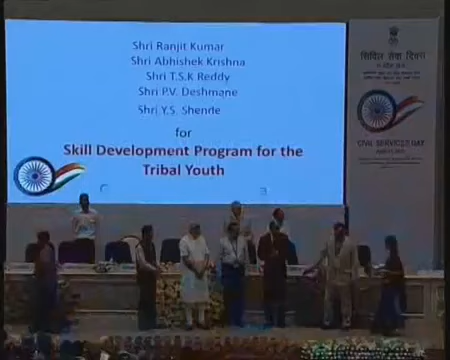 Shri Ranjit Kumar
Shri Abhishek Krishna
Shri T.S.K Reddy
Shri P.V. Deshmane
Shri Y.S. Shende
for
Skill Development Program for the
Tribal Youth
सिविल सेवा दिवस
CIVIL SERVICES DAY